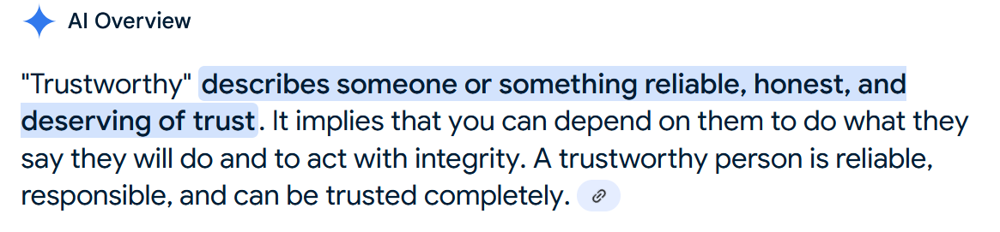 AI Overview
"Trustworthy" describes someone or something reliable, honest, and
deserving of trust. It implies that you can depend on them to do what they
say they will do and to act with integrity. A trustworthy person is reliable,
responsible, and can be trusted completely.